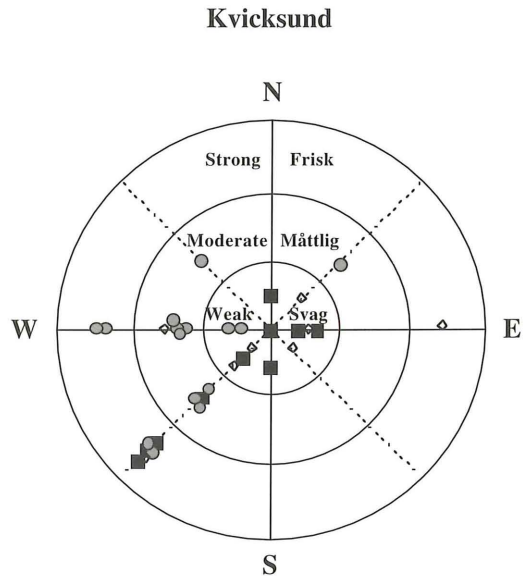 Kvicksund
N
Strong Frisk
Moderate Måttlig
Weak Svag
W E
S